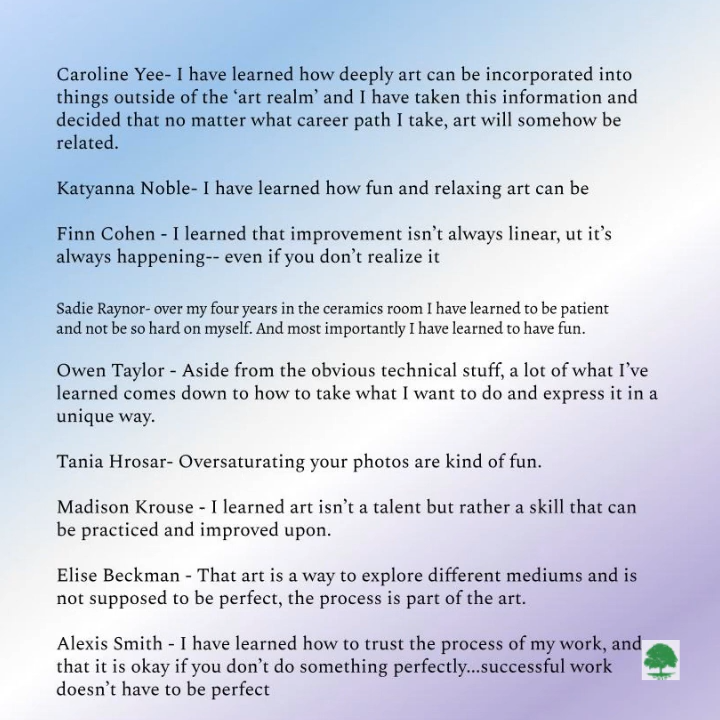 Caroline Yee- I have learned how deeply art can be incorporated into
things outside of the ‘art realm’ and I have taken this information and
decided that no matter what career path I take, art will somehow be
related.
Katyanna Noble- I have learned how fun and relaxing art can be
Finn Cohen - I learned that improvement isn’t always linear, ut it’s
always happening-- even if you don’t realize it
Sadie Raynor- over my four years in the ceramics room I have learned to be patient
and not be so hard on myself. And most importantly I have learned to have fun.
Owen Taylor - Aside from the obvious technical stuff, a lot of what I’ve
learned comes down to how to take what I want to do and express it in a
unique way.
Tania Hrosar- Oversaturating your photos are kind of fun.
Madison Krouse - I learned art isn’t a talent but rather a skill that can
be practiced and improved upon.
Elise Beckman - That art is a way to explore different mediums and is
not supposed to be perfect, the process is part of the art.
Alexis Smith - I have learned how to trust the process of my work, and
that it is okay if you don’t do something perfectly...successful work
doesn’t have to be perfect